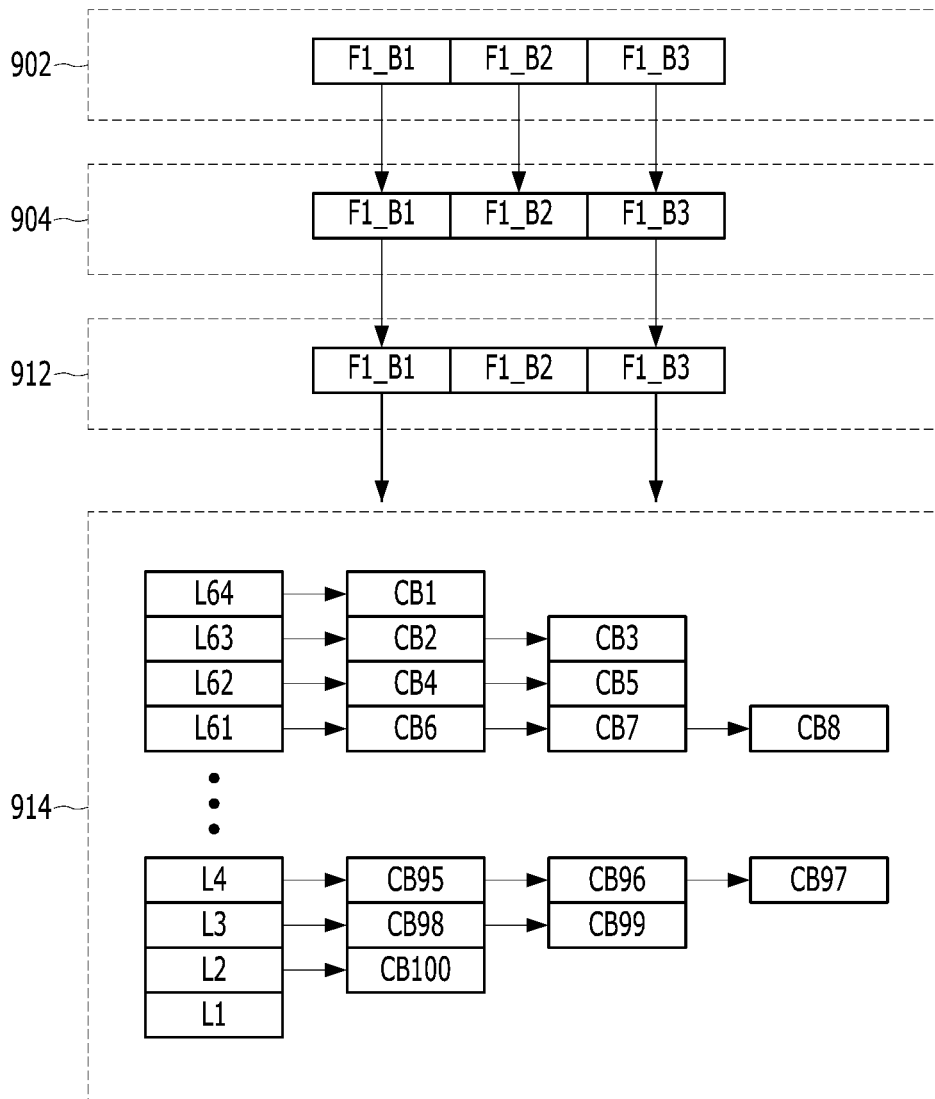 902
F1_B1 F1_B2 F1_B3
904
F1_B1 F1_B2 F1_B3
912
F1_B1 F1_B2 F1_B3
914
L64 CB1
L63 CB2 CB3
L62 CB4 CB5
L61 CB6 CB7 CB8
L4 CB95 CB96 CB97
L3 CB98 CB99
L2 CB100
L1